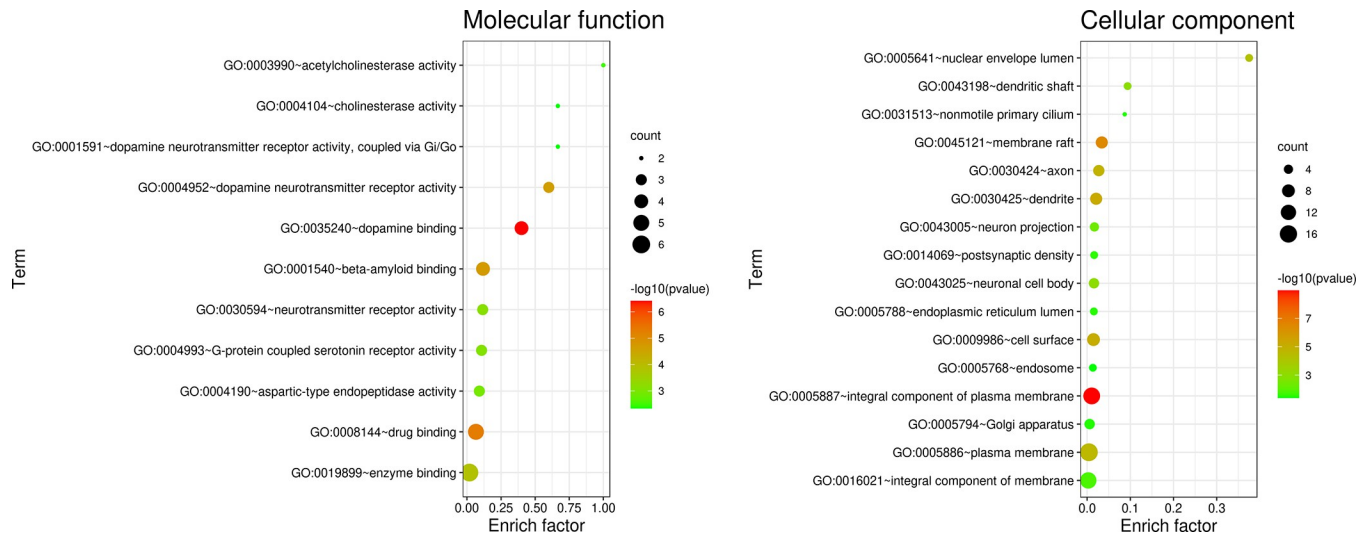 Molecular function
GO:0003990~acetylcholinesterase activity
GO:0004104~cholinesterase activity
GO:0001591~dopamine neurotransmitter receptor activity, coupled via Gi/Go
GO:0004952~dopamine neurotransmitter receptor activity
GO:0035240~dopamine binding
GO:0001540~beta-amyloid binding
GO:0030594~neurotransmitter receptor activity
GO:0004993~G-protein coupled serotonin receptor activity
GO:0004190~aspartic-type endopeptidase activity
GO:0008144~drug binding
GO:0019899~enzyme binding
Term
0.00 0.25 0.50 0.75 1.00
Enrich factor
count
2
3
4
5
6
-log10(pvalue)
6
5
4
3
Cellular component
GO:0005641~nuclear envelope lumen
GO:0043198~dendritic shaft
GO:0031513~nonmotile primary cilium
GO:0045121~membrane raft
GO:0030424~axon
GO:0030425~dendrite
GO:0043005~neuron projection
GO:0014069~postsynaptic density
GO:0043025~neuronal cell body
GO:0005788~endoplasmic reticulum lumen
GO:0009986~cell surface
GO:0005768~endosome
GO:0005887~integral component of plasma membrane
GO:0005794~Golgi apparatus
GO:0005886~plasma membrane
GO:0016021~integral component of membrane
Term
0.0 0.1 0.2 0.3
Enrich factor
count
4
8
12
16
-log10(pvalue)
7
5
3